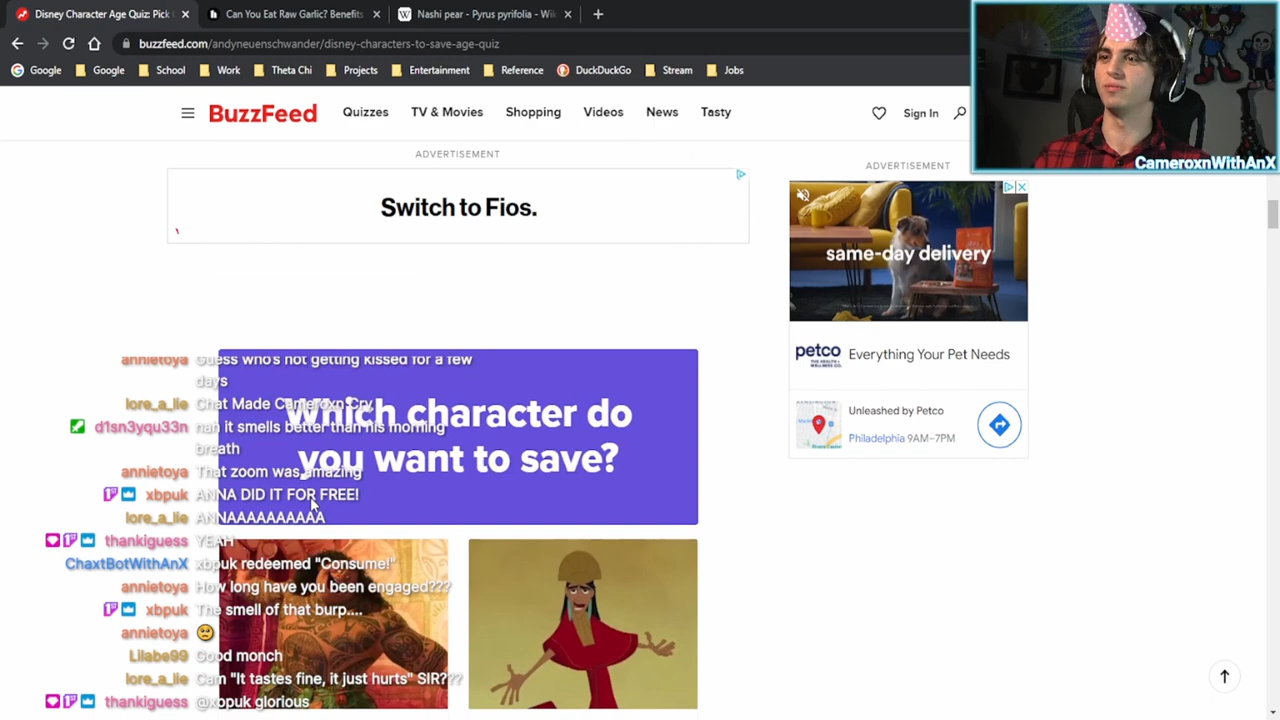 Disney Character Age Quiz: Pick
Can You Eat Raw Garlic? Benefits
Nashi pear - Pyrus pyrifolia - Wik
buzzfeed.com/andyneuenschwander/disney-characters-to-save-age-quiz
Google Google School Work Theta Chi Projects Entertainment Reference DuckDuckGo Stream Jobs
CameroxnWithAnX
BuzzFeed Quizzes TV & Movies Shopping Videos News Tasty Sign In
ADVERTISEMENT
Switch to Fios.
ADVERTISEMENT
same-day delivery
petco
THE HEALTH + WELLNESS CO.
Everything Your Pet Needs
Unleashed by Petco
Philadelphia 9AM–7PM
Which character do
you want to save?
annietoya Guess who's not getting kissed for a few
days
lore_a_lie Chat Made Cameroxn Cry
d1sn3yqu33n nah it smells better than his morning
breath
annietoya That zoom was amazing
xbpuk ANNA DID IT FOR FREE!
lore_a_lie ANNAAAAAAAAAA
thankiguess YEAH
ChaxtBotWithAnX xbpuk redeemed "Consume!"
annietoya How long have you been engaged???
xbpuk The smell of that burp....
annietoya 🥺
Lilabe99 Good monch
lore_a_lie Cam "It tastes fine, it just hurts" SIR???
thankiguess @xbpuk glorious